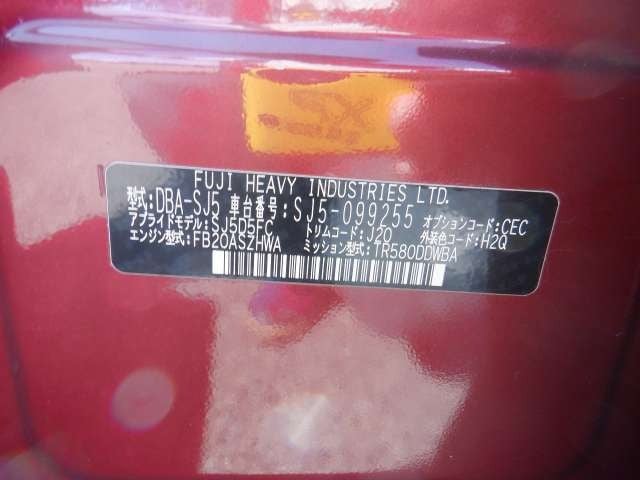 FUJI HEAVY INDUSTRIES LTD.
型式:DBA-SJ5 車台番号:SJ5-099255 オプションコード:CEC
アプライドモデル:SJ5D5FC トリムコード:J20 外装色コード:H2Q
エンジン型式:FB20ASZHWA ミッション型式:TR580DDWBA